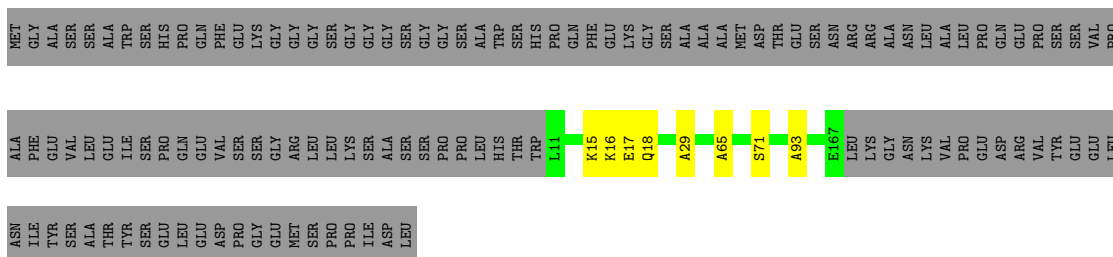 MET GLY ALA SER SER ALA TRP SER HIS PRO GLN PHE GLU LYS GLY GLY GLY SER GLY GLY GLY SER GLY GLY SER ALA TRP SER HIS PRO GLN PHE GLU LYS GLY SER ALA ALA ALA MET ASP THR GLU SER ASN ARG ARG ALA ASN LEU ALA LEU PRO GLN GLU PRO SER SER VAL PRO
ALA PHE GLU VAL LEU GLU ILE SER PRO GLN GLU VAL SER SER GLY ARG LEU LEU LYS SER ALA SER SER PRO PRO LEU HIS THR TRP L11 K15 K16 E17 Q18 A29 A65 S71 A93 E167 LEU LYS GLY ASN LYS VAL PRO GLU ASP ARG VAL TYR GLU GLU LEU
ASN ILE TYR SER ALA THR TYR SER GLU LEU GLU ASP PRO GLY GLU MET SER PRO PRO ILE ASP LEU